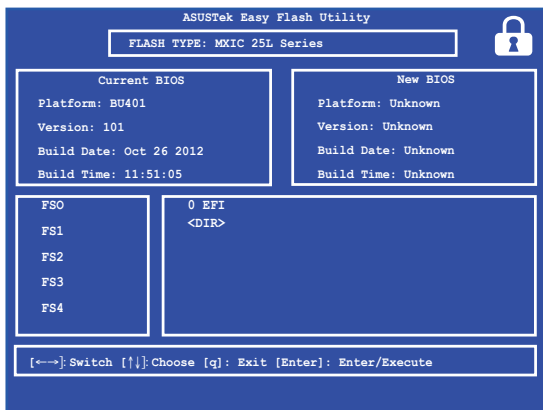 ASUSTek Easy Flash Utility
FLASH TYPE: MXIC 25L Series
Current BIOS
Platform: BU401
Version: 101
Build Date: Oct 26 2012
Build Time: 11:51:05
New BIOS
Platform: Unknown
Version: Unknown
Build Date: Unknown
Build Time: Unknown
FSO
FS1
FS2
FS3
FS4
0 EFI
<DIR>
[←→]: Switch [↑↓]: Choose [q]: Exit [Enter]: Enter/Execute